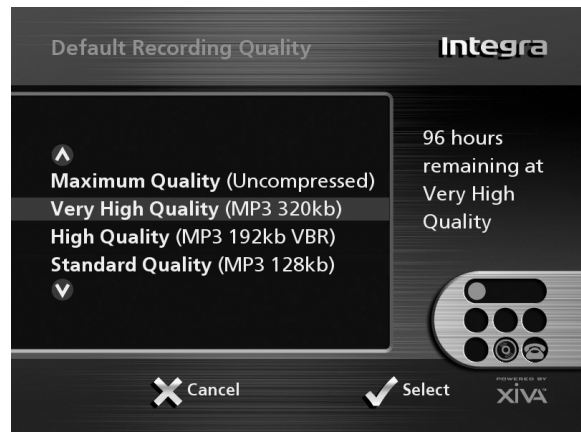 Default Recording Quality
Integra
Maximum Quality (Uncompressed)
Very High Quality (MP3 320kb)
High Quality (MP3 192kb VBR)
Standard Quality (MP3 128kb)
96 hours
remaining at
Very High
Quality
Cancel
Select
POWERED BY
XiVA